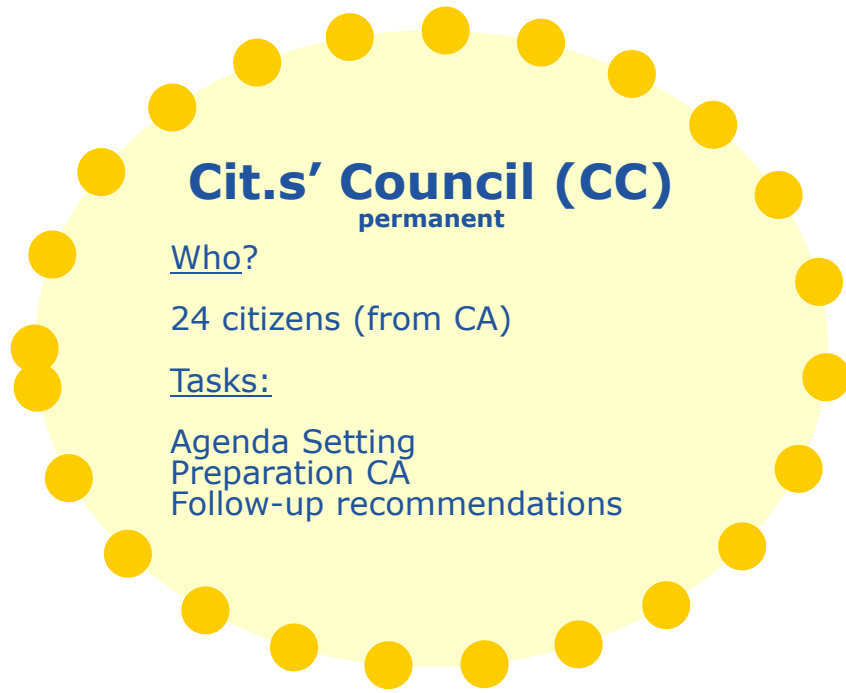 Cit.s’ Council (CC)
permanent
Who?
24 citizens (from CA)
Tasks:
Agenda Setting
Preparation CA
Follow-up recommendations